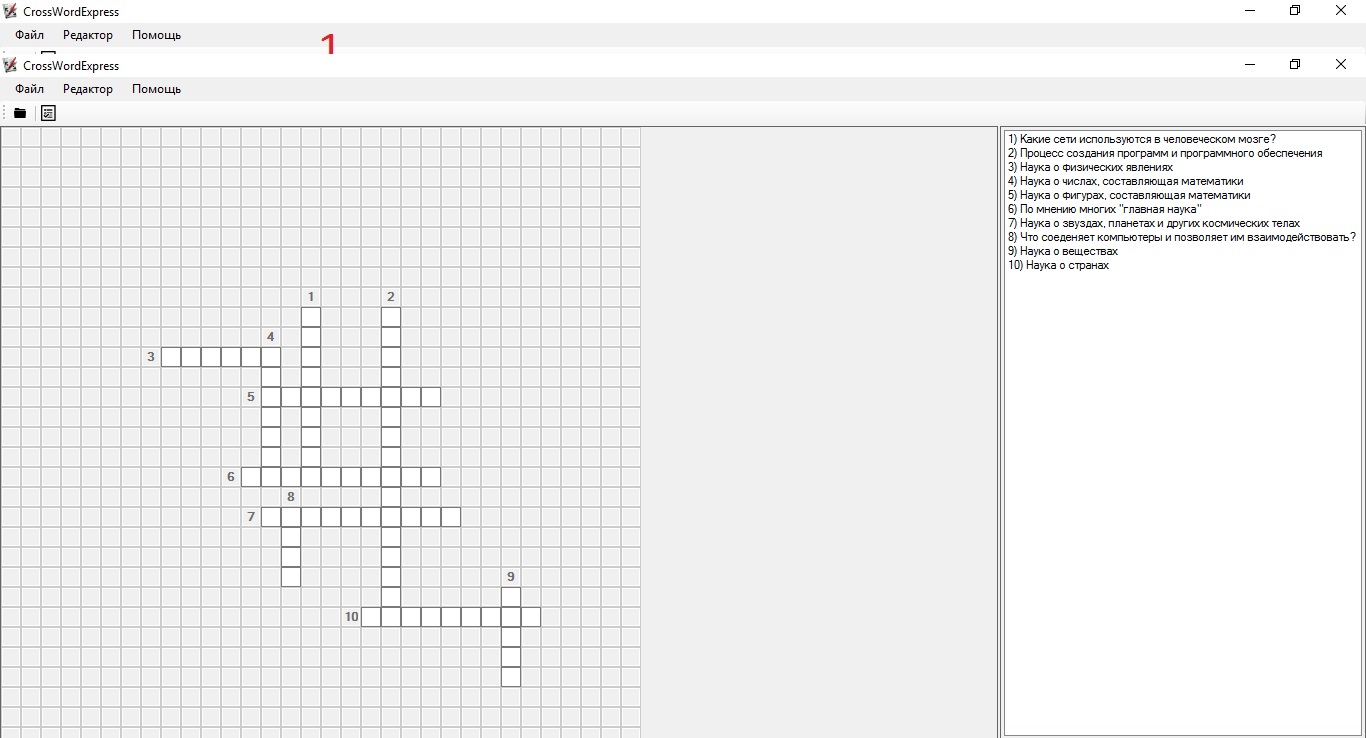 CrossWordExpress
Файл Редактор Помощь
1
CrossWordExpress
Файл Редактор Помощь
1) Какие сети используются в человеческом мозге?
2) Процесс создания программ и программного обеспечения
3) Наука о физических явлениях
4) Наука о числах, составляющая математики
5) Наука о фигурах, составляющая математики
6) По мнению многих "главная наука"
7) Наука о звуздах, планетах и других космических телах
8) Что соеденяет компьютеры и позволяет им взаимодействовать?
9) Наука о веществах
10) Наука о странах
1 2
4
3
5
6
8
7
9
10